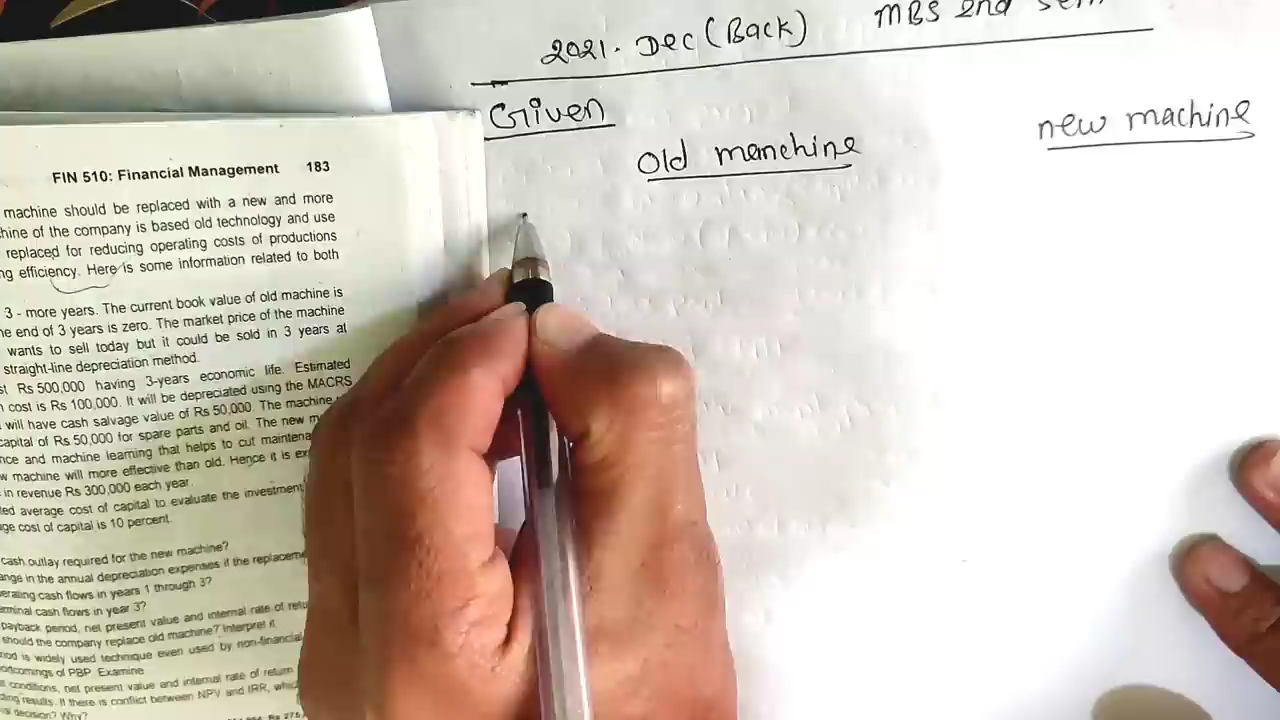 2021. Dec (Back) MBS 2nd sem
Given
Old manchine
new machine
FIN 510: Financial Management 183
machine should be replaced with a new and more
hine of the company is based old technology and use
replaced for reducing operating costs of productions
ng efficiency. Here is some information related to both
3 - more years. The current book value of old machine is
he end of 3 years is zero. The market price of the machine
wants to sell today but it could be sold in 3 years at
straight-line depreciation method.
st Rs 500,000 having 3-years economic life. Estimated
n cost is Rs 100,000. It will be depreciated using the MACRS
will have cash salvage value of Rs 50,000. The machine
capital of Rs 50,000 for spare parts and oil. The new m
nce and machine learning that helps to cut maintena
w machine will more effective than old. Hence it is ex
in revenue Rs 300,000 each year.
ted average cost of capital to evaluate the investment
ge cost of capital is 10 percent.
cash outlay required for the new machine?
ange in the annual depreciation expenses if the replaceme
erating cash flows in years 1 through 3?
erminal cash flows in year 3?
payback period, net present value and internal rate of retu
should the company replace old machine? Interpret it.
hod is widely used technique even used by non-financial
ortcomings of PBP. Examine
conditions, net present value and internal rate of return
ding results. If there is conflict between NPV and IRR, whic
decision? Why?